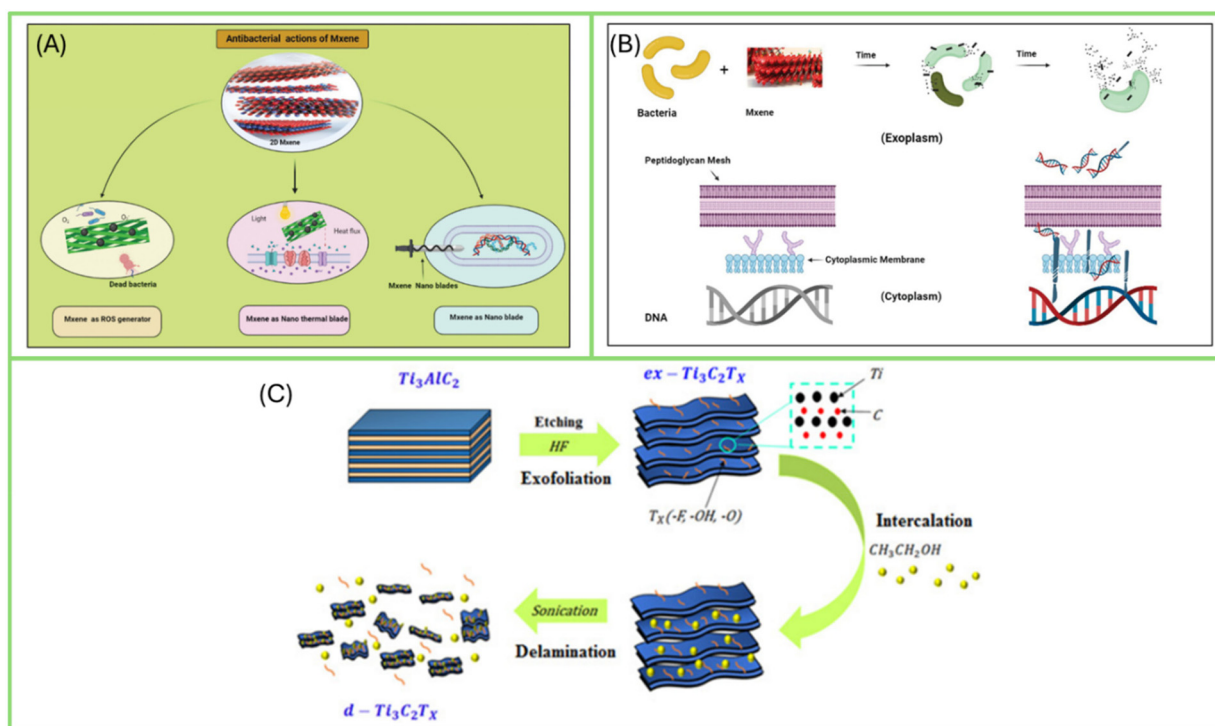 (A)
Antibacterial actions of Mxene
2D Mxene
O₂ O₂⁻
Dead bacteria
Mxene as ROS generator
Light
Heat flux
Mxene as Nano thermal blade
Mxene Nano blades
Mxene as Nano blade
(B)
Bacteria
+
Mxene
Time
Time
(Exoplasm)
Peptidoglycan Mesh
Cytoplasmic Membrane
(Cytoplasm)
DNA
(C)
Ti₃AlC₂
Etching
HF
Exofoliation
ex − Ti₃C₂Tₓ
Ti
C
Tₓ(-F, -OH, -O)
Intercalation
CH₃CH₂OH
Sonication
Delamination
d − Ti₃C₂Tₓ